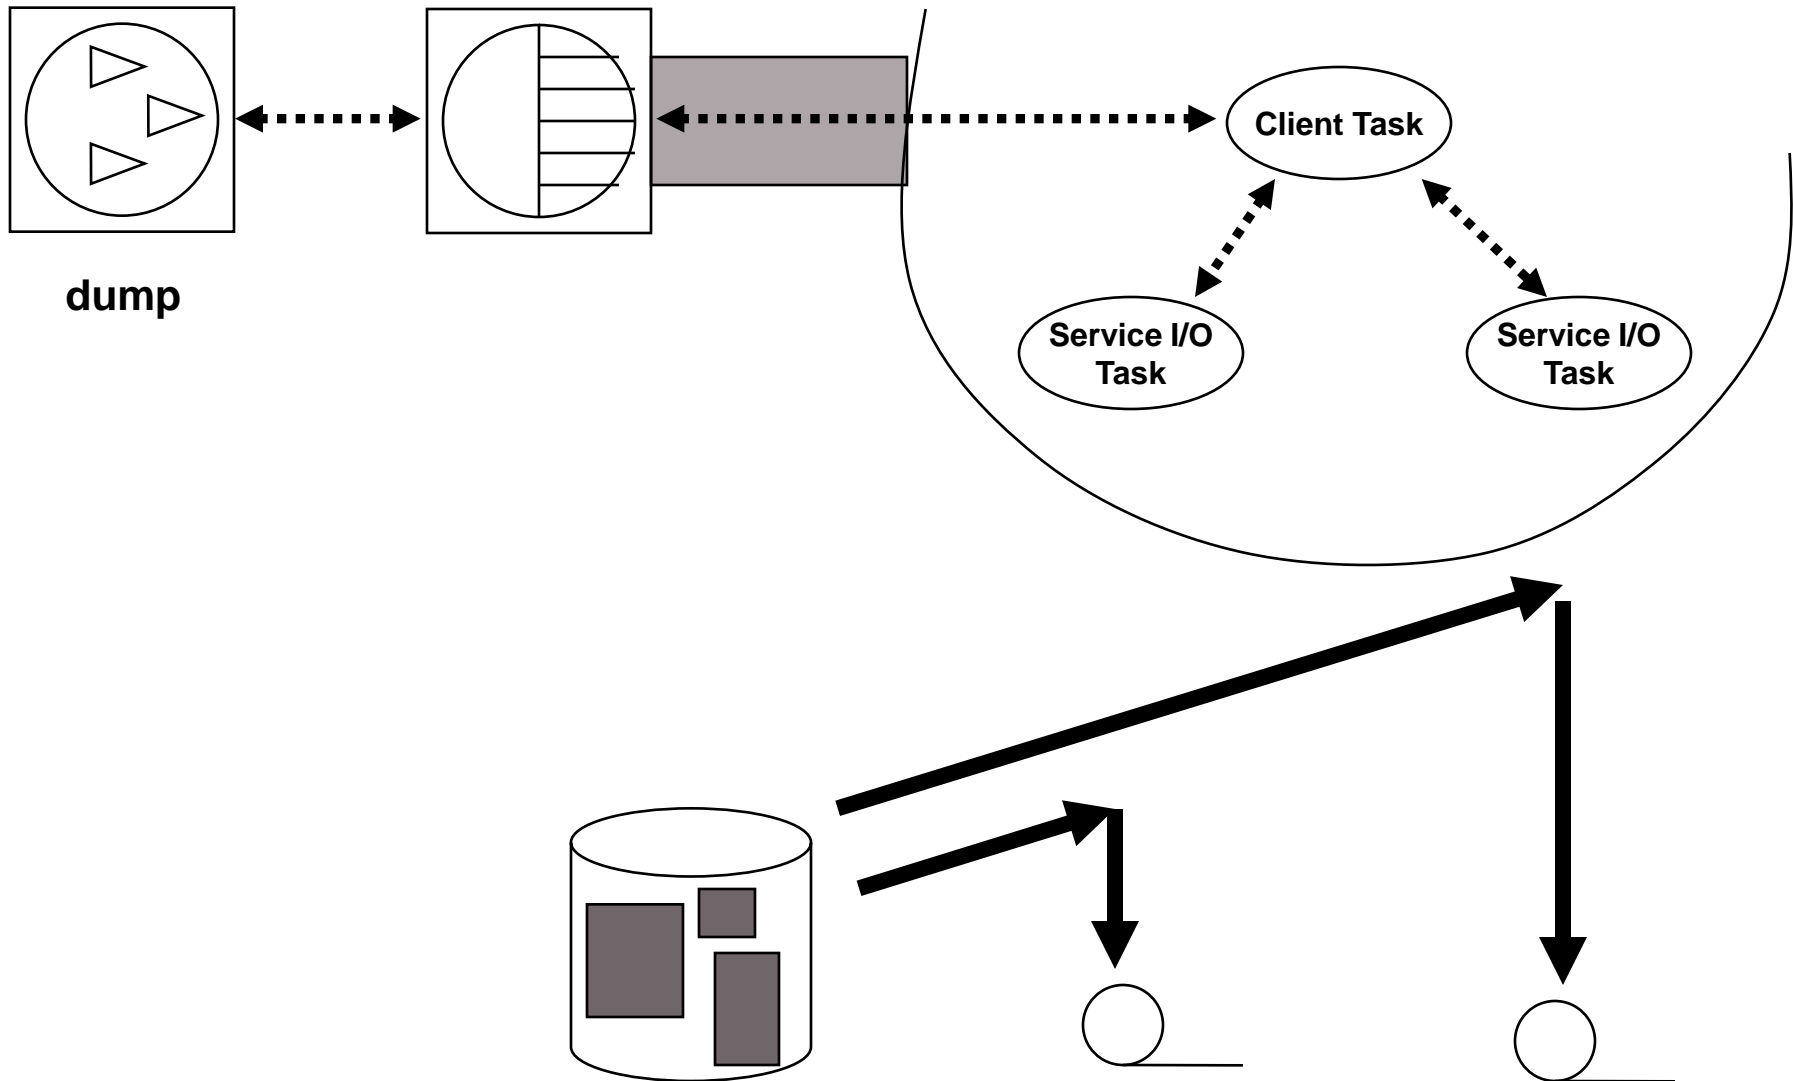 Client Task
dump
Service I/O
Task
Service I/O
Task